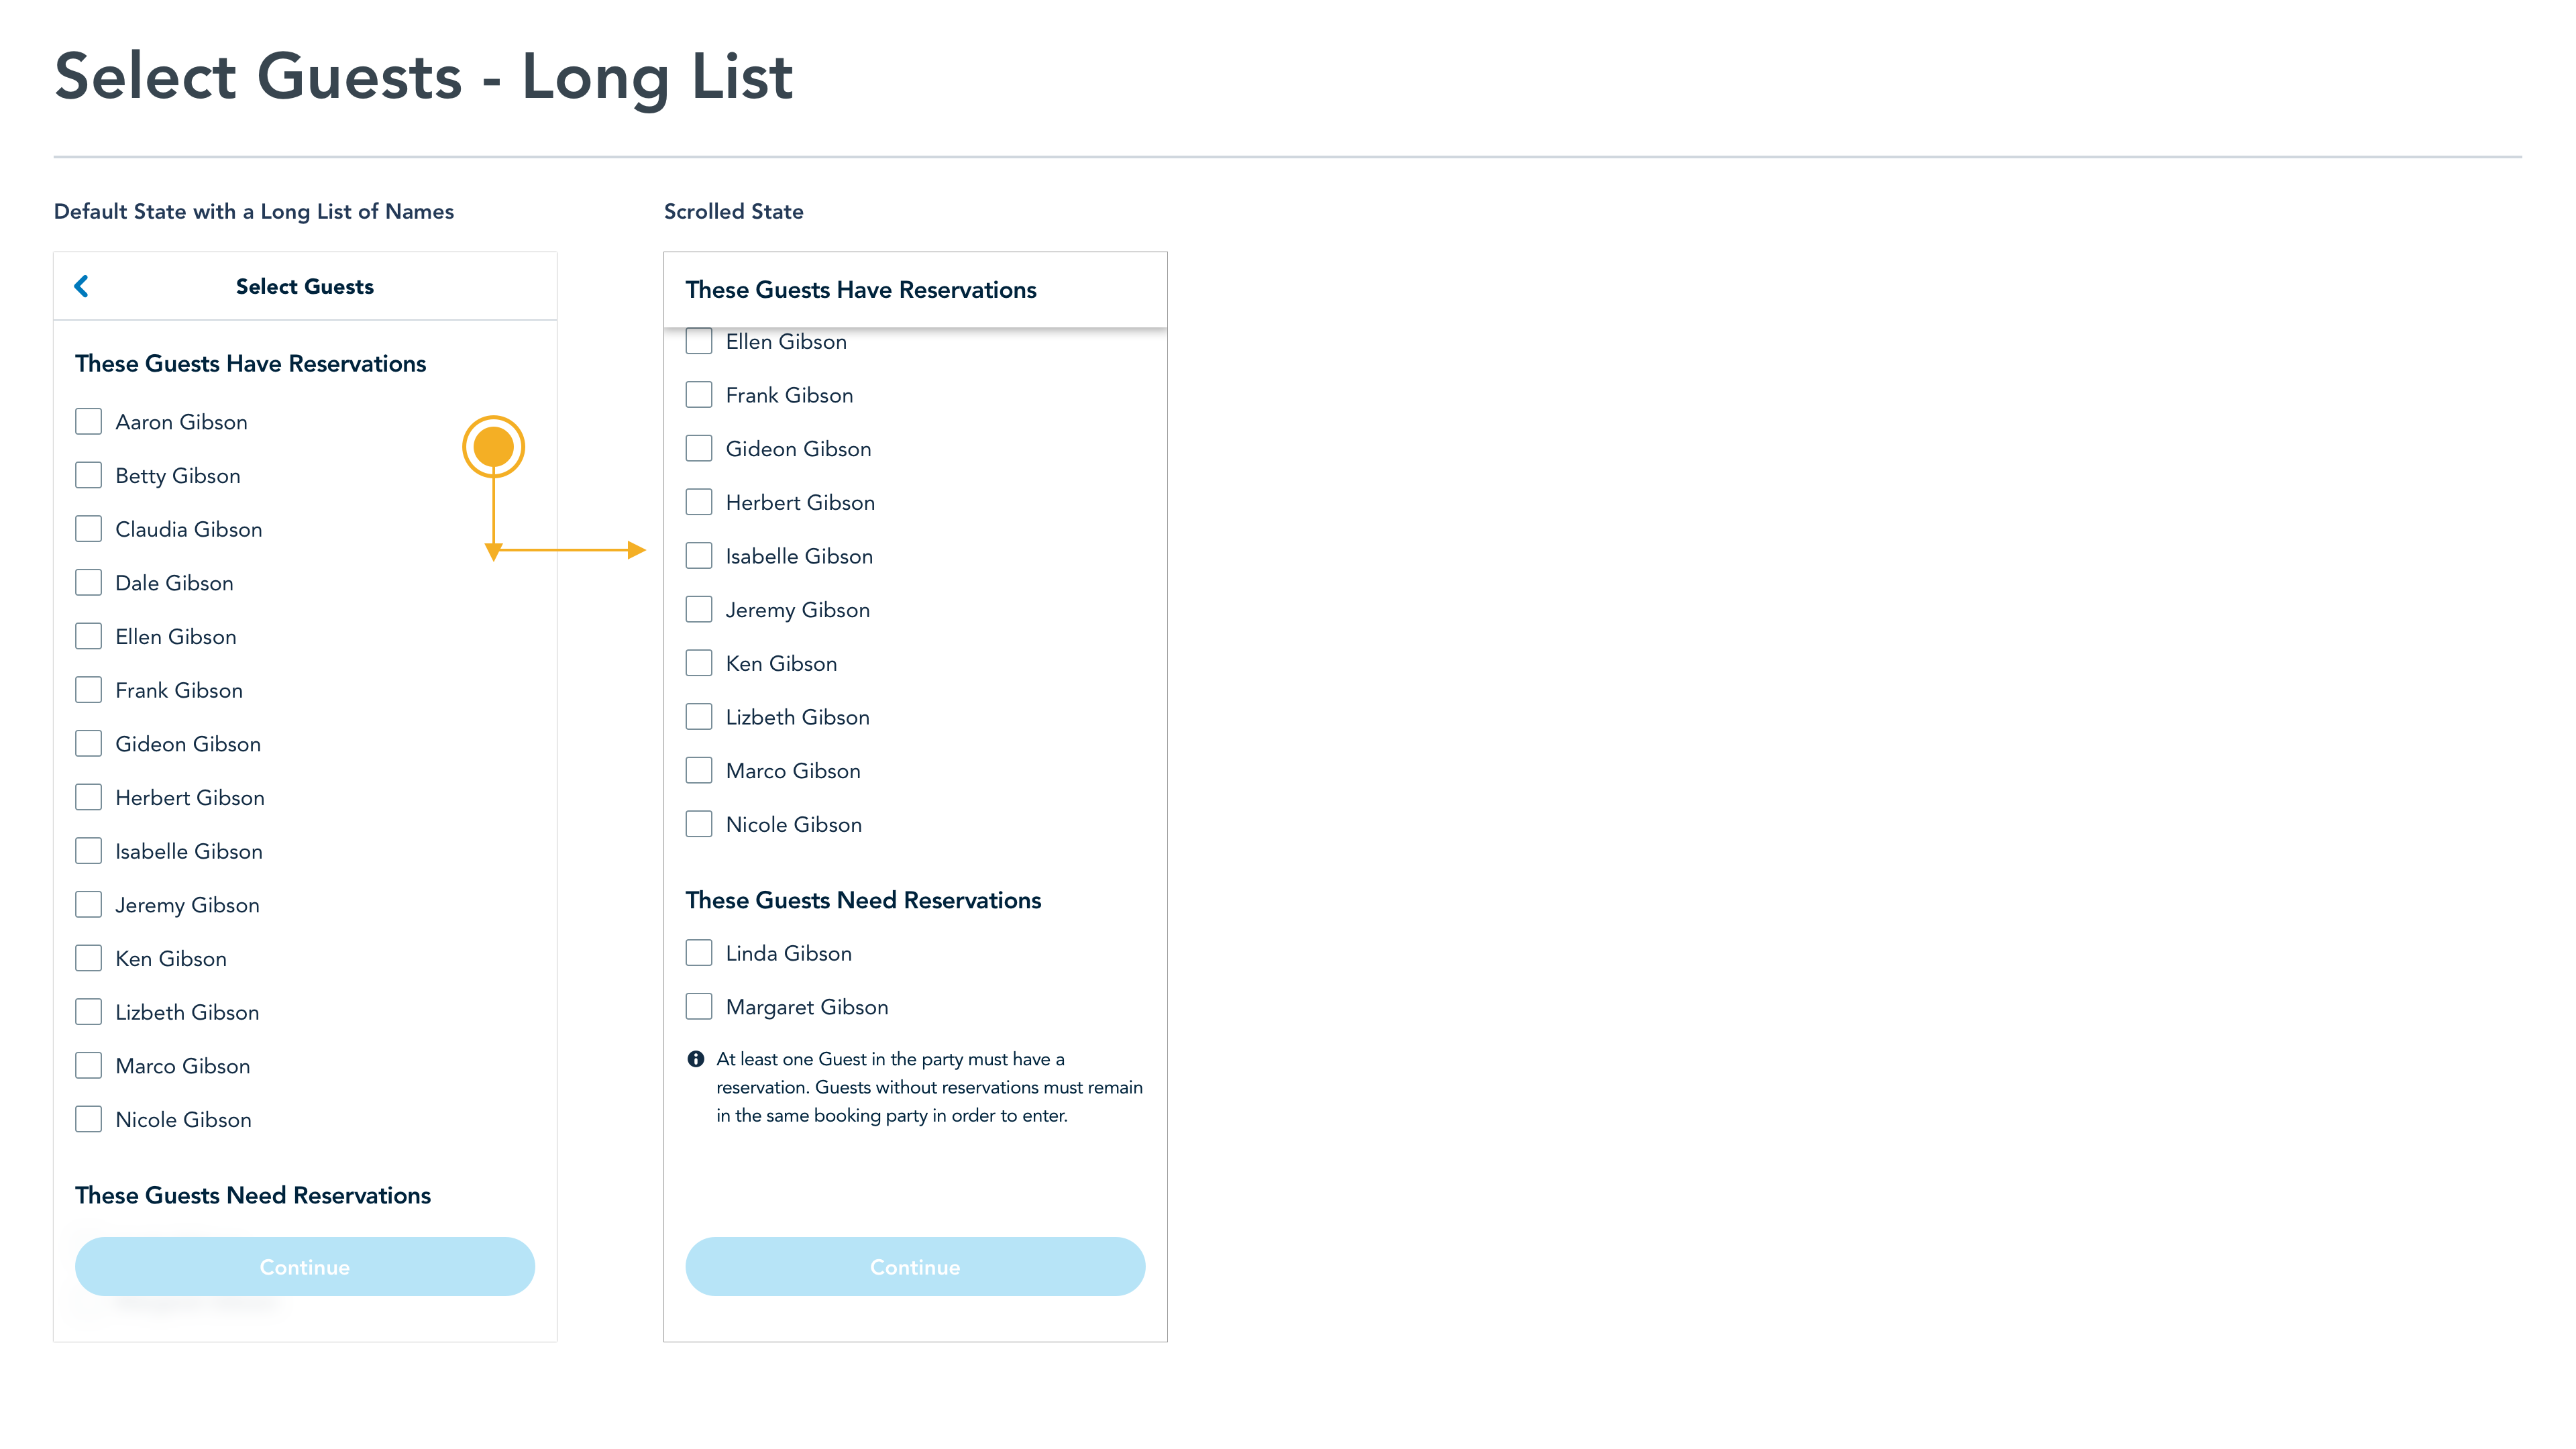 Select Guests - Long List
Default State with a Long List of Names
Select Guests
These Guests Have Reservations
Aaron Gibson
Betty Gibson
Claudia Gibson
Dale Gibson
Ellen Gibson
Frank Gibson
Gideon Gibson
Herbert Gibson
Isabelle Gibson
Jeremy Gibson
Ken Gibson
Lizbeth Gibson
Marco Gibson
Nicole Gibson
These Guests Need Reservations
Continue
Scrolled State
These Guests Have Reservations
Ellen Gibson
Frank Gibson
Gideon Gibson
Herbert Gibson
Isabelle Gibson
Jeremy Gibson
Ken Gibson
Lizbeth Gibson
Marco Gibson
Nicole Gibson
These Guests Need Reservations
Linda Gibson
Margaret Gibson
At least one Guest in the party must have a
reservation. Guests without reservations must remain
in the same booking party in order to enter.
Continue